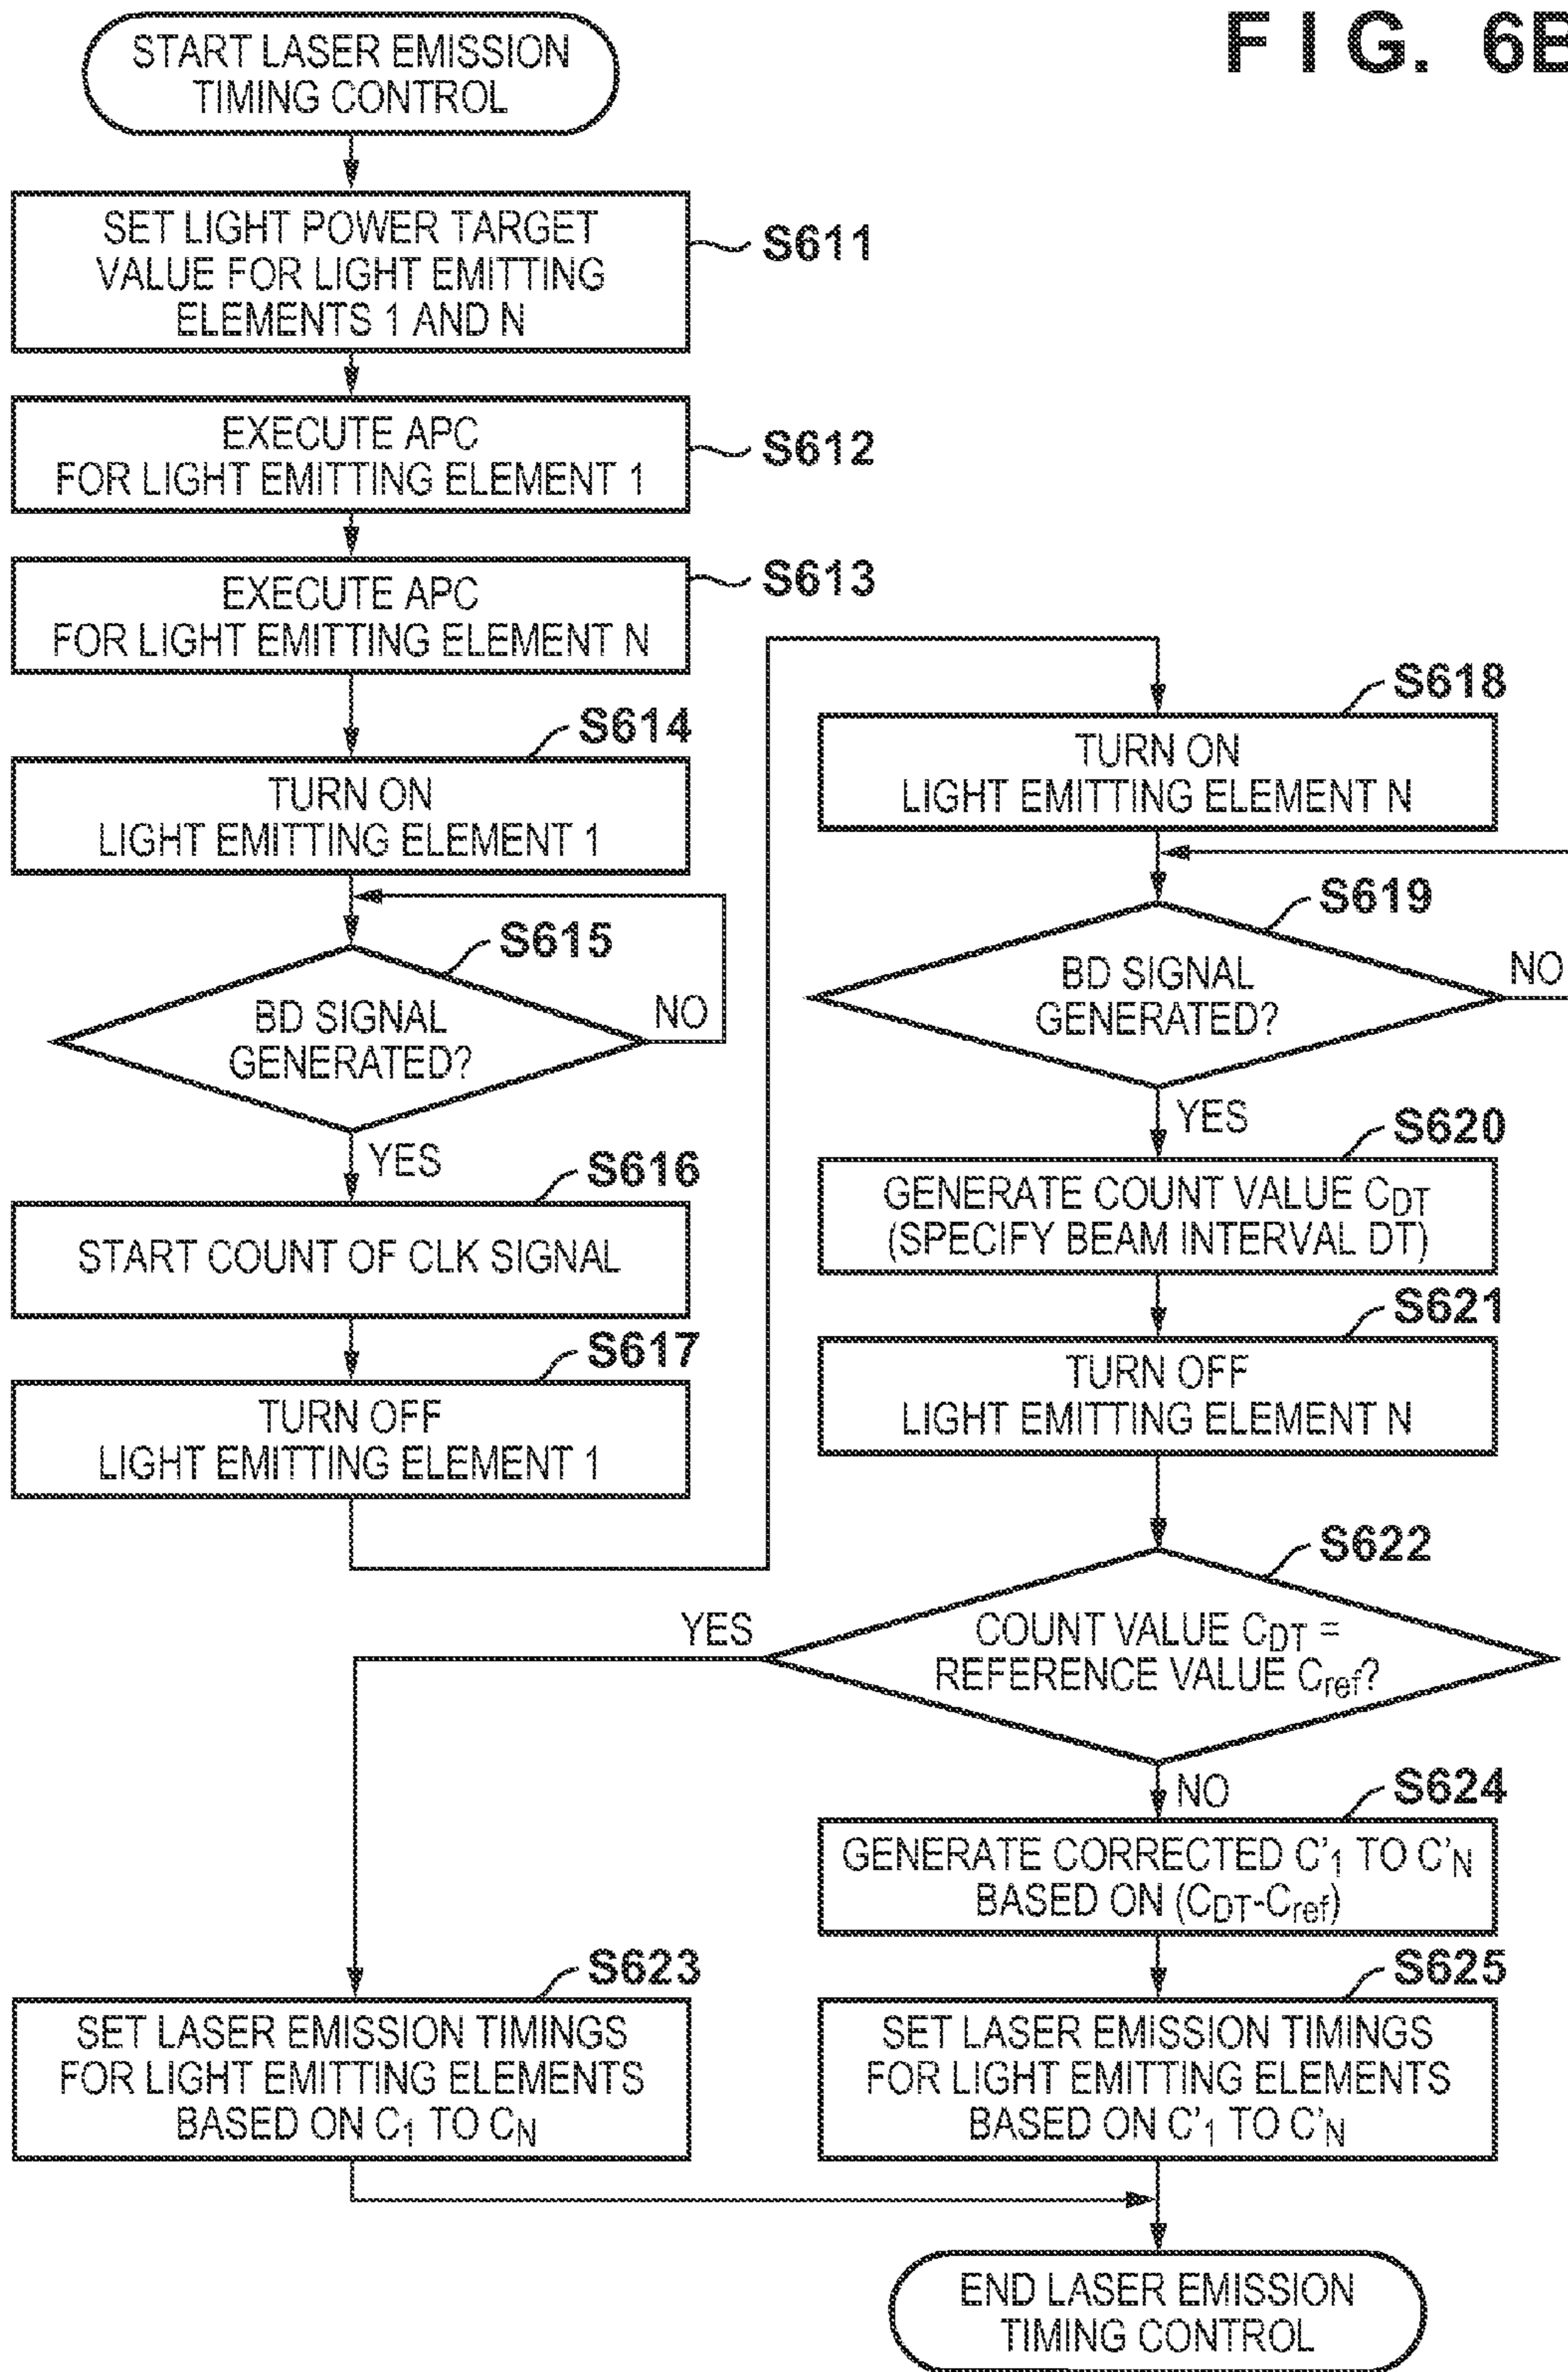 FIG. 6B
START LASER EMISSION
TIMING CONTROL
SET LIGHT POWER TARGET
VALUE FOR LIGHT EMITTING
ELEMENTS 1 AND N
S611
EXECUTE APC
FOR LIGHT EMITTING ELEMENT 1
S612
EXECUTE APC
FOR LIGHT EMITTING ELEMENT N
S613
S614
TURN ON
LIGHT EMITTING ELEMENT 1
S615
BD SIGNAL
GENERATED?
NO
YES
S616
START COUNT OF CLK SIGNAL
S617
TURN OFF
LIGHT EMITTING ELEMENT 1
S618
TURN ON
LIGHT EMITTING ELEMENT N
S619
BD SIGNAL
GENERATED?
NO
YES
S620
GENERATE COUNT VALUE CDT
(SPECIFY BEAM INTERVAL DT)
S621
TURN OFF
LIGHT EMITTING ELEMENT N
S622
COUNT VALUE CDT =
REFERENCE VALUE Cref?
YES
NO
S624
GENERATE CORRECTED C'1 TO C'N
BASED ON (CDT-Cref)
S623
SET LASER EMISSION TIMINGS
FOR LIGHT EMITTING ELEMENTS
BASED ON C1 TO CN
S625
SET LASER EMISSION TIMINGS
FOR LIGHT EMITTING ELEMENTS
BASED ON C'1 TO C'N
END LASER EMISSION
TIMING CONTROL